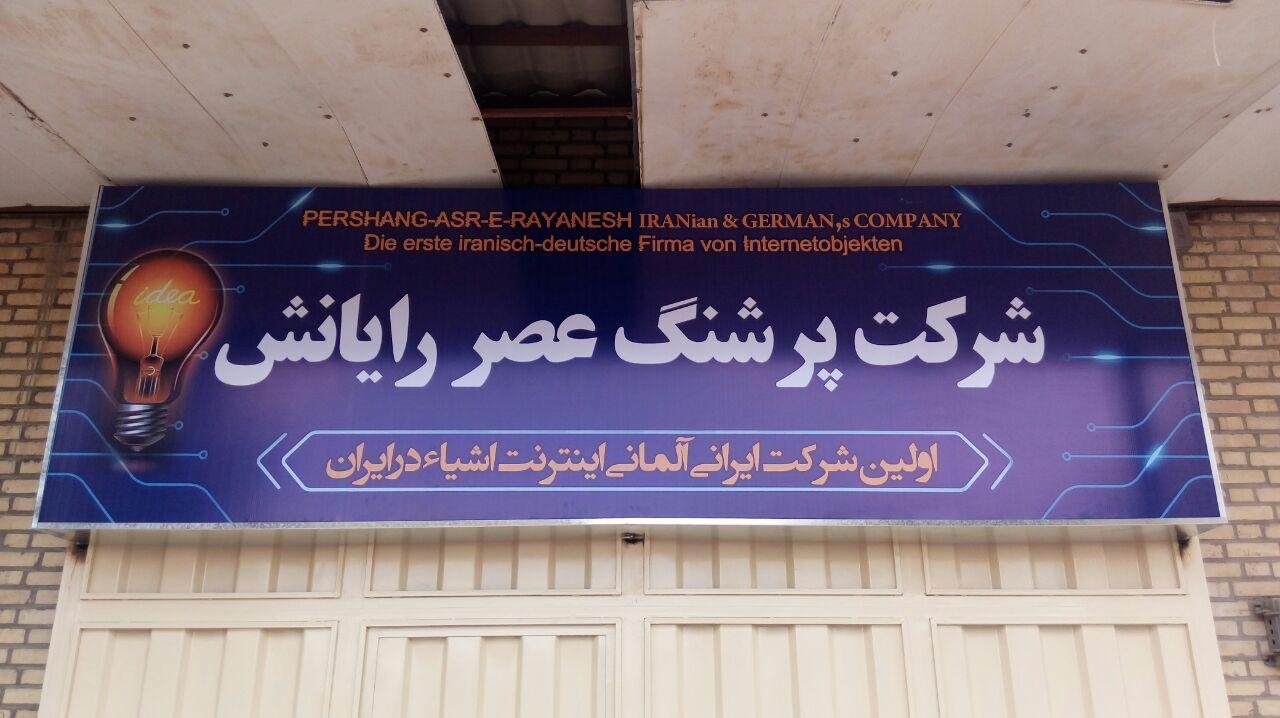 PERSHANG-ASR-E-RAYANESH IRANian & GERMAN,s COMPANY
Die erste iranisch-deutsche Firma von Internetobjekten
idea
شرکت پرشنگ عصر رایانش
اولین شرکت ایرانی آلمانی اینترنت اشیاء در ایران